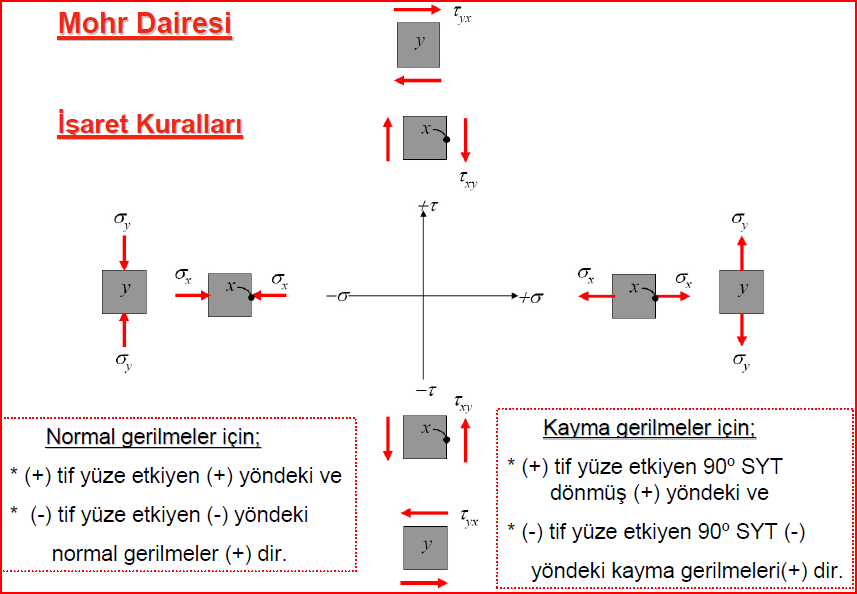 Mohr Dairesi
τyx
y
İşaret Kuralları
x
τxy
+τ
σy
σy
σx
x
σx
y
−σ
+σ
σx
x
σx
y
σy
σy
−τ
τxy
x
Normal gerilmeler için;
* (+) tif yüze etkiyen (+) yöndeki ve
* (-) tif yüze etkiyen (-) yöndeki
normal gerilmeler (+) dir.
τyx
y
Kayma gerilmeler için;
* (+) tif yüze etkiyen 90º SYT
dönmüş (+) yöndeki ve
* (-) tif yüze etkiyen 90º SYT (-)
yöndeki kayma gerilmeleri(+) dir.